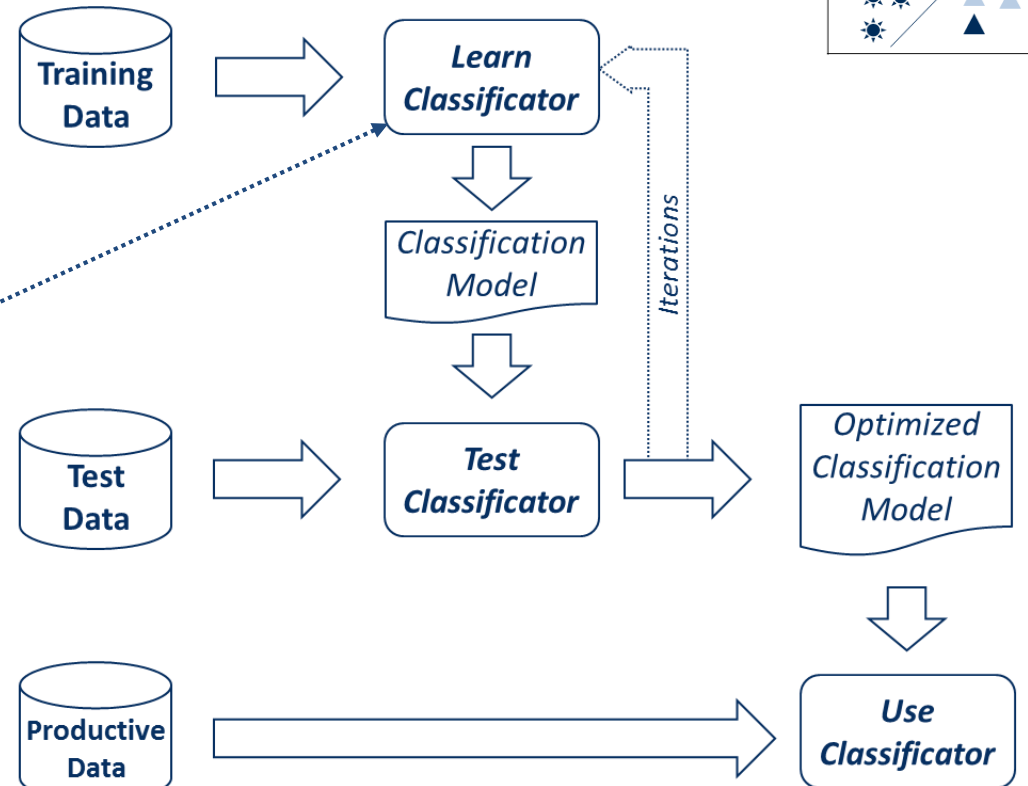 Training
Data
Learn
Classificator
Classification
Model
Iterations
Test
Data
Test
Classificator
Optimized
Classification
Model
Productive
Data
Use
Classificator